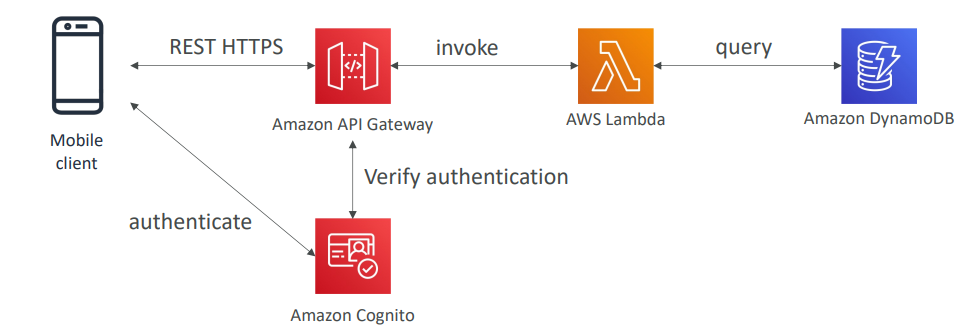 REST HTTPS
invoke
query
Amazon API Gateway
AWS Lambda
Amazon DynamoDB
Mobile
client
Verify authentication
authenticate
Amazon Cognito